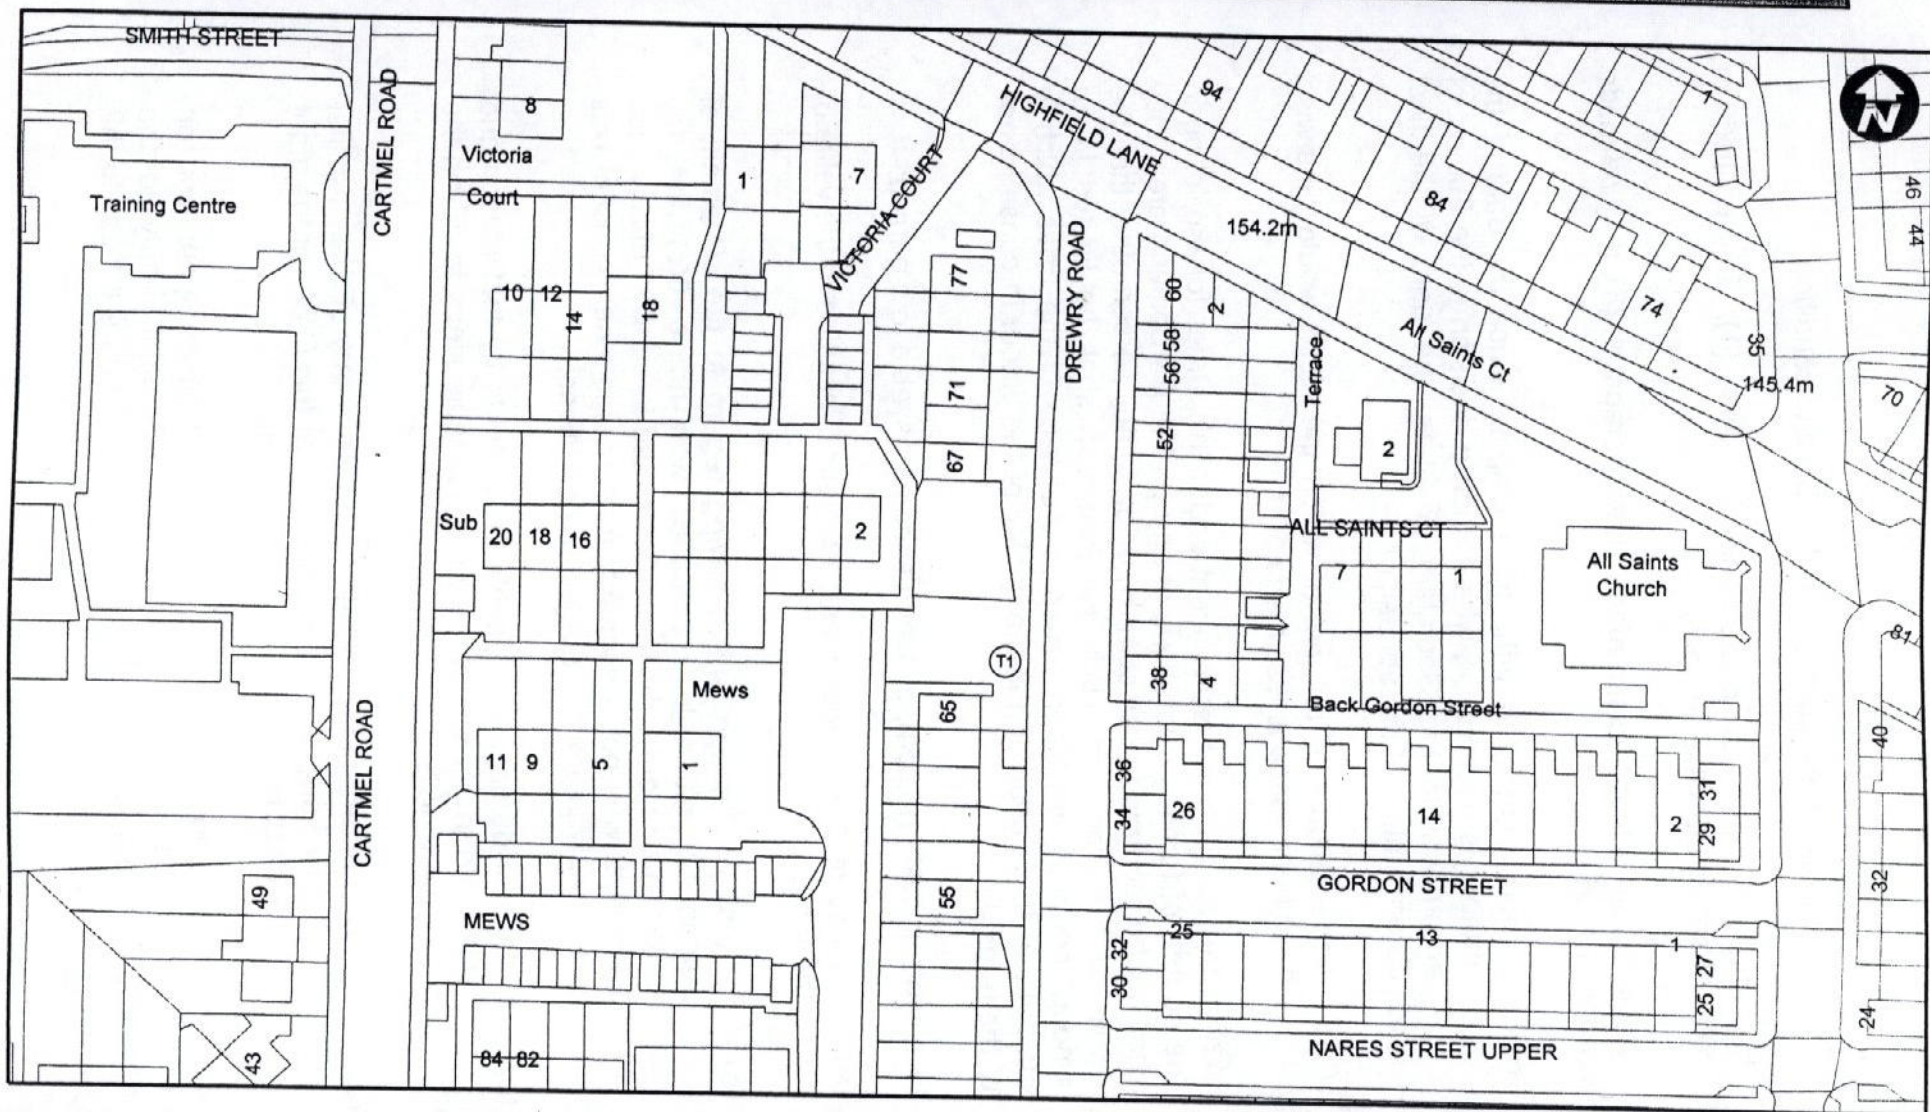 SMITH STREET
CARTMEL ROAD
8
Victoria
Court
Training Centre
1
7
VICTORIA COURT
HIGHFIELD LANE
94
1
N
84
154.2m
46
44
10
12
14
18
77
71
67
DREWRY ROAD
60
2
58
56
52
Terrace
All Saints Ct
74
35
145.4m
70
2
Sub
20
18
16
2
ALL SAINTS CT
7
1
All Saints
Church
81
T1
38
4
Back Gordon Street
Mews
65
CARTMEL ROAD
11
9
5
1
36
34
26
14
2
31
29
40
32
GORDON STREET
49
55
MEWS
32
30
25
13
1
27
25
24
43
84
82
NARES STREET UPPER